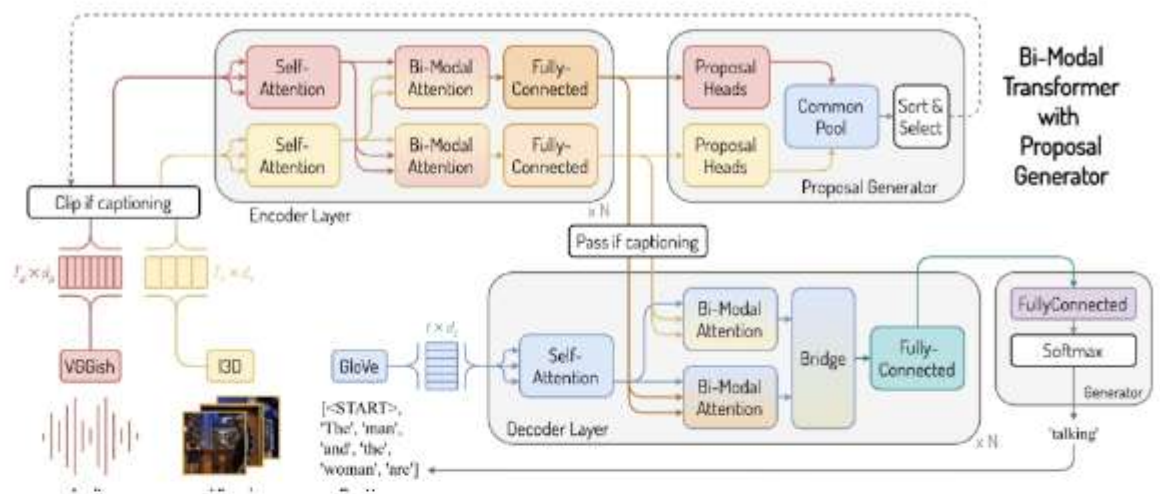 Self-
Attention
Bi-Modal
Attention
Fully-
Connected
Self-
Attention
Bi-Modal
Attention
Fully-
Connected
Encoder Layer
x N
Proposal
Heads
Proposal
Heads
Common
Pool
Sort &
Select
Proposal Generator
Bi-Modal
Transformer
with
Proposal
Generator
Clip if captioning
Pass if captioning
VGGish
I3D
GloVe
[<START>,
'The', 'man',
'and', 'the',
'woman', 'are']
Self-
Attention
Bi-Modal
Attention
Bi-Modal
Attention
Bridge
Fully-
Connected
Decoder Layer
x N
FullyConnected
Softmax
Generator
'talking'